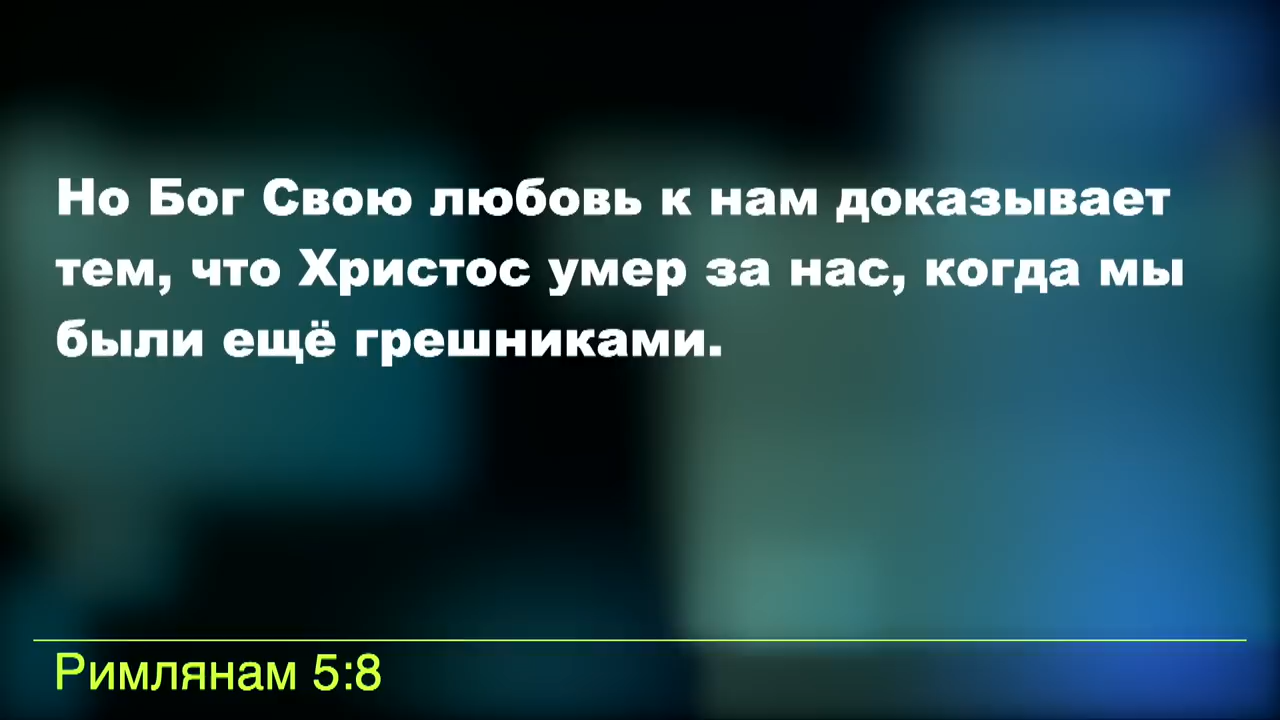 Но Бог Свою любовь к нам доказывает
тем, что Христос умер за нас, когда мы
были ещё грешниками.
Римлянам 5:8